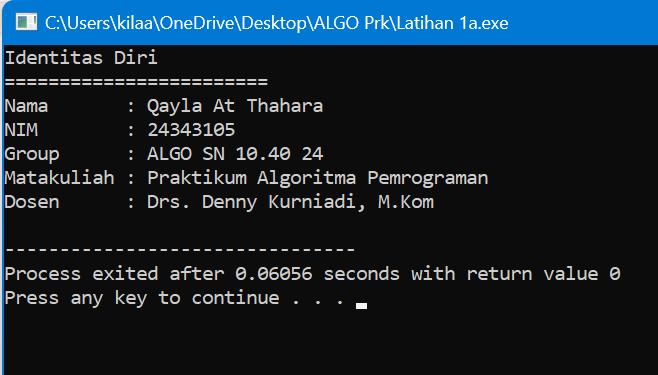 C:\Users\kilaa\OneDrive\Desktop\ALGO Prk\Latihan 1a.exe
Identitas Diri
========================
Nama       : Qayla At Thahara
NIM        : 24343105
Group      : ALGO SN 10.40 24
Matakuliah : Praktikum Algoritma Pemrograman
Dosen      : Drs. Denny Kurniadi, M.Kom
--------------------------------
Process exited after 0.06056 seconds with return value 0
Press any key to continue . . .